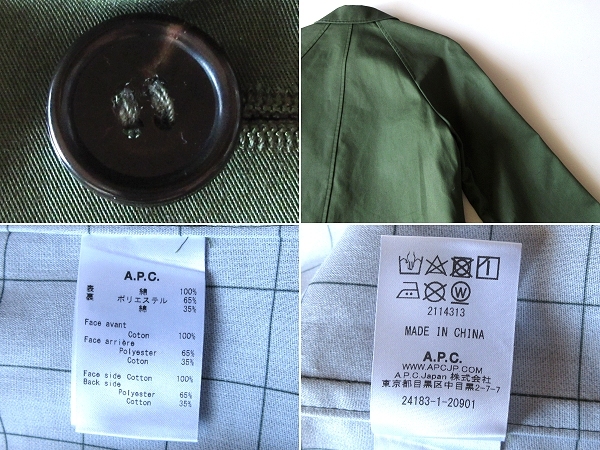 A.P.C.
表 綿 100%
裏 ポリエステル 65%
綿 35%
Face avant
Coton 100%
Face arrière
Polyester 65%
Coton 35%
Face side Cotton 100%
Back side
Polyester 65%
Cotton 35%
1
W
2114313
MADE IN CHINA
A.P.C.
WWW.APCJP.COM
A.P.C.Japan 株式会社
東京都目黒区中目黒2-7-7
24183-1-20901